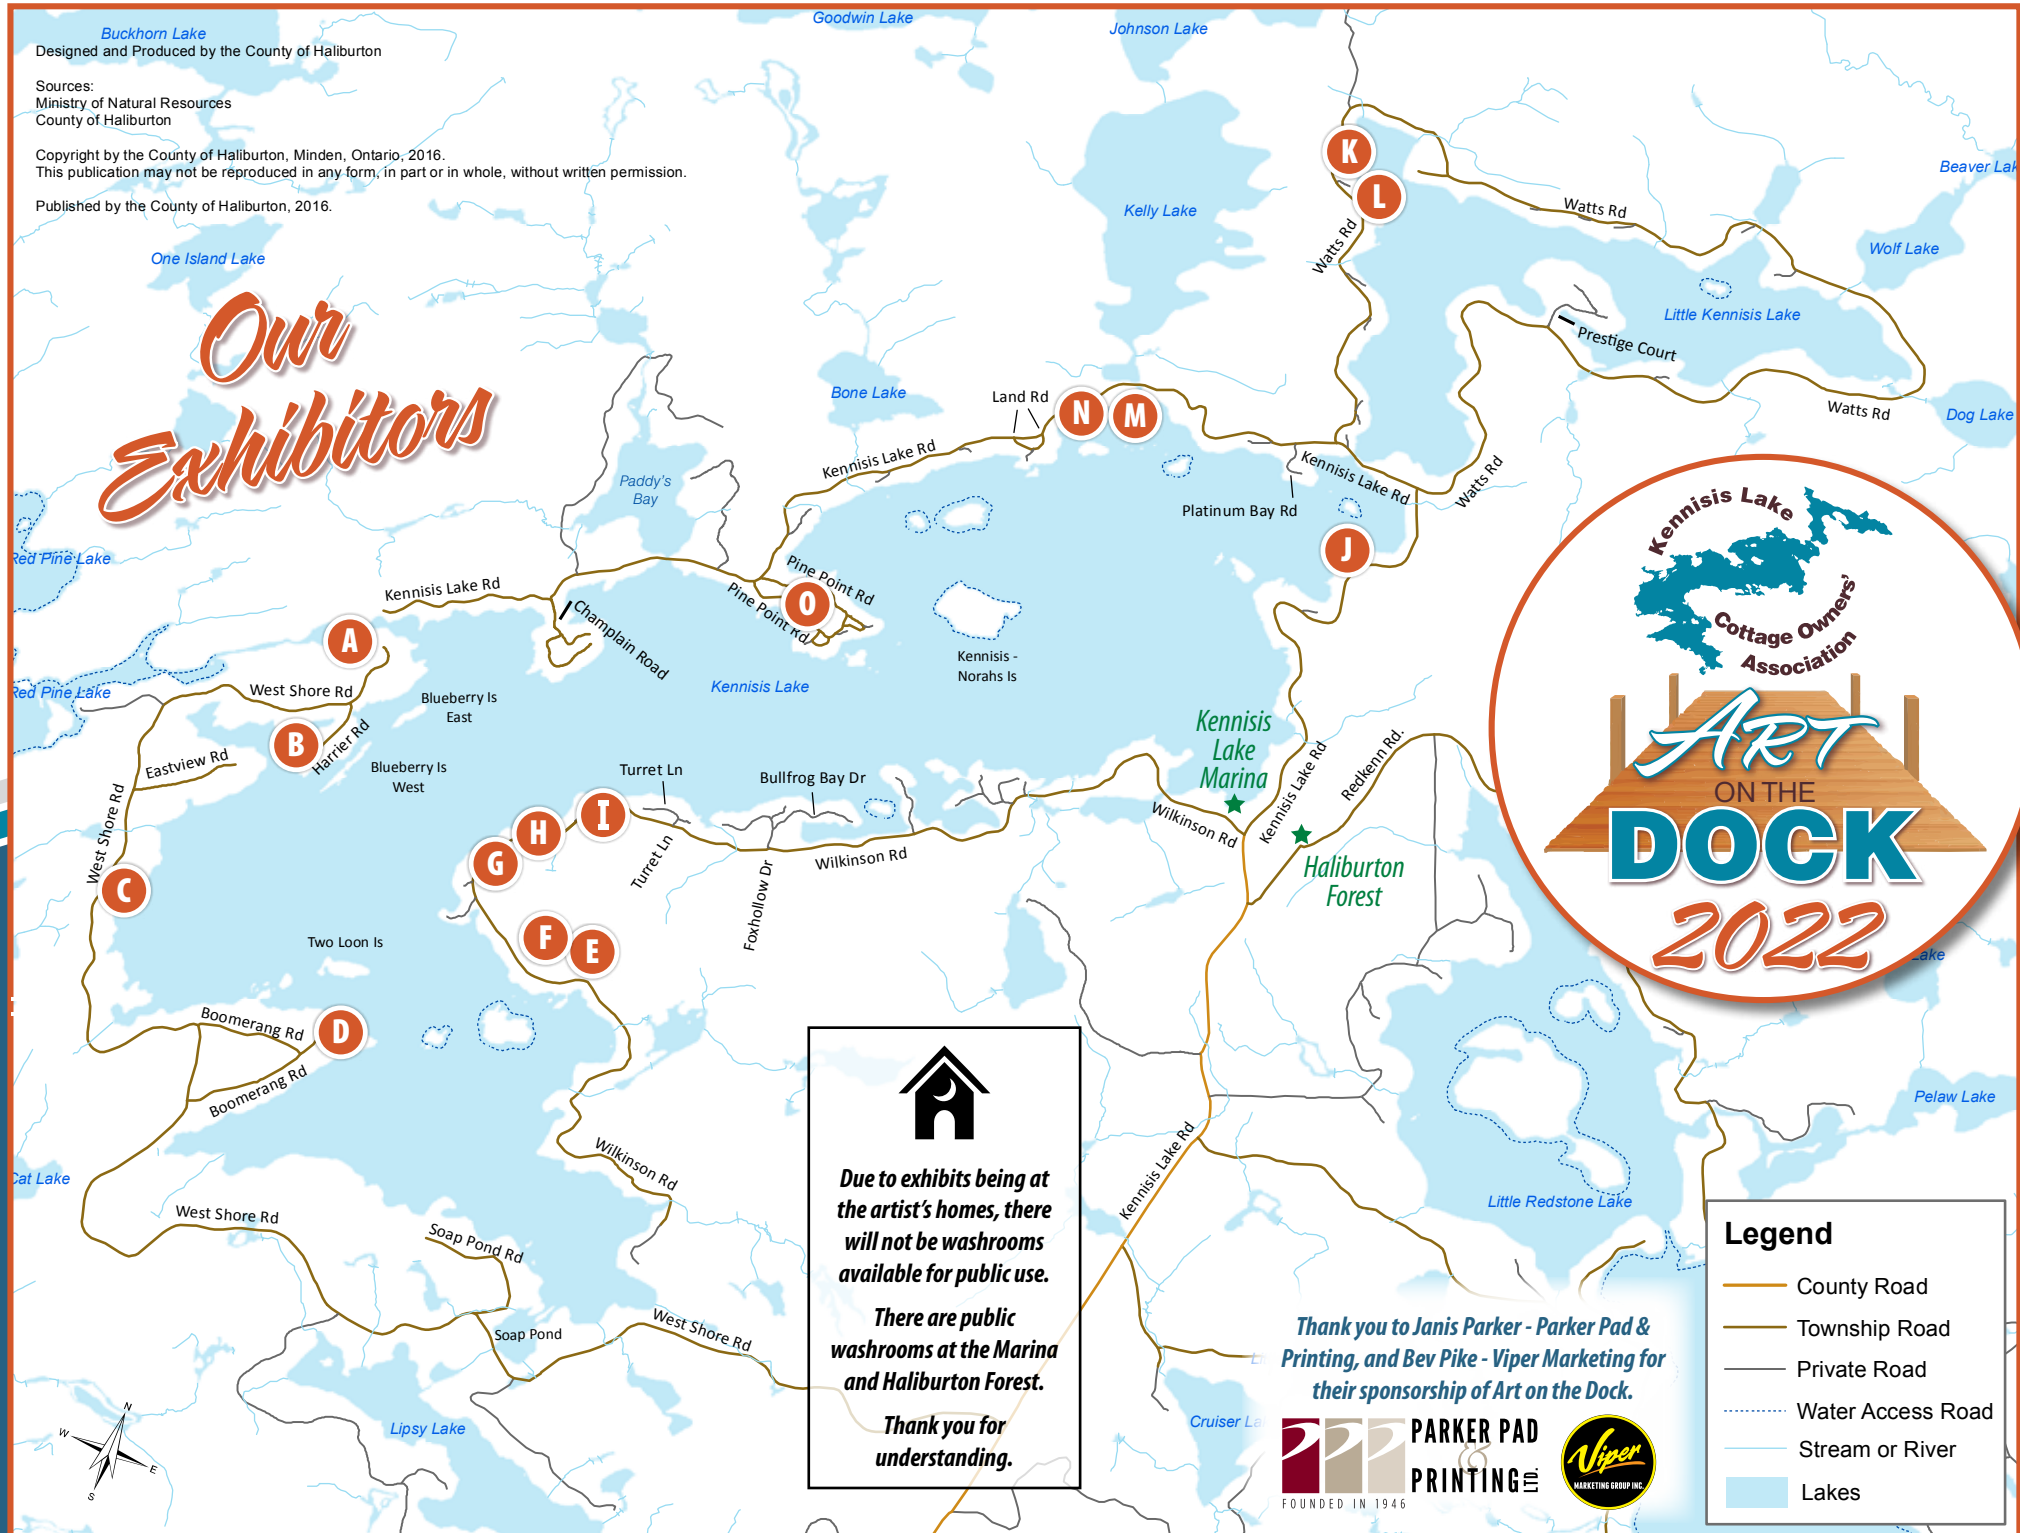 Buckhorn Lake
Designed and Produced by the County of Haliburton
Sources:
Ministry of Natural Resources
County of Haliburton
Copyright by the County of Haliburton, Minden, Ontario, 2016.
This publication may not be reproduced in any form, in part or in whole, without written permission.
Published by the County of Haliburton, 2016.
Goodwin Lake
Johnson Lake
Beaver Lak
Kelly Lake
K
L
Watts Rd
Watts Rd
Wolf Lake
One Island Lake
Little Kennisis Lake
Prestige Court
Our
Exhibitors
Bone Lake
Land Rd
N
M
Watts Rd
Dog Lake
Kennisis Lake Rd
Kennisis Lake Rd
Watts Rd
Paddy's
Bay
Platinum Bay Rd
J
Red Pine Lake
Kennisis Lake Rd
Pine Point Rd
O
Pine Point Rd
Champlain Road
A
Kennisis -
Norahs Is
Red Pine Lake
West Shore Rd
Blueberry Is
East
Kennisis Lake
B
Harrier Rd
Eastview Rd
Blueberry Is
West
Turret Ln
Bullfrog Bay Dr
Kennisis
Lake
Marina
Kennisis Lake Rd
Redkenn Rd.
West Shore Rd
I
H
G
Turret Ln
Wilkinson Rd
Wilkinson Rd
Haliburton
Forest
C
Foxhollow Dr
F
E
Two Loon Is
Boomerang Rd
D
Boomerang Rd
Kennisis Lake
Cottage Owners'
Association
ART
ON THE
DOCK
2022
ake
Pelaw Lake
Cat Lake
Wilkinson Rd
Kennisis Lake Rd
Little Redstone Lake
West Shore Rd
Soap Pond Rd
Soap Pond
West Shore Rd
Lipsy Lake
Cruiser La
N
W
E
S
Due to exhibits being at
the artist's homes, there
will not be washrooms
available for public use.
There are public
washrooms at the Marina
and Haliburton Forest.
Thank you for
understanding.
Thank you to Janis Parker - Parker Pad &
Printing, and Bev Pike - Viper Marketing for
their sponsorship of Art on the Dock.
PARKER PAD
&
PRINTING LTD.
FOUNDED IN 1946
Viper
MARKETING GROUP INC.
Legend
County Road
Township Road
Private Road
Water Access Road
Stream or River
Lakes